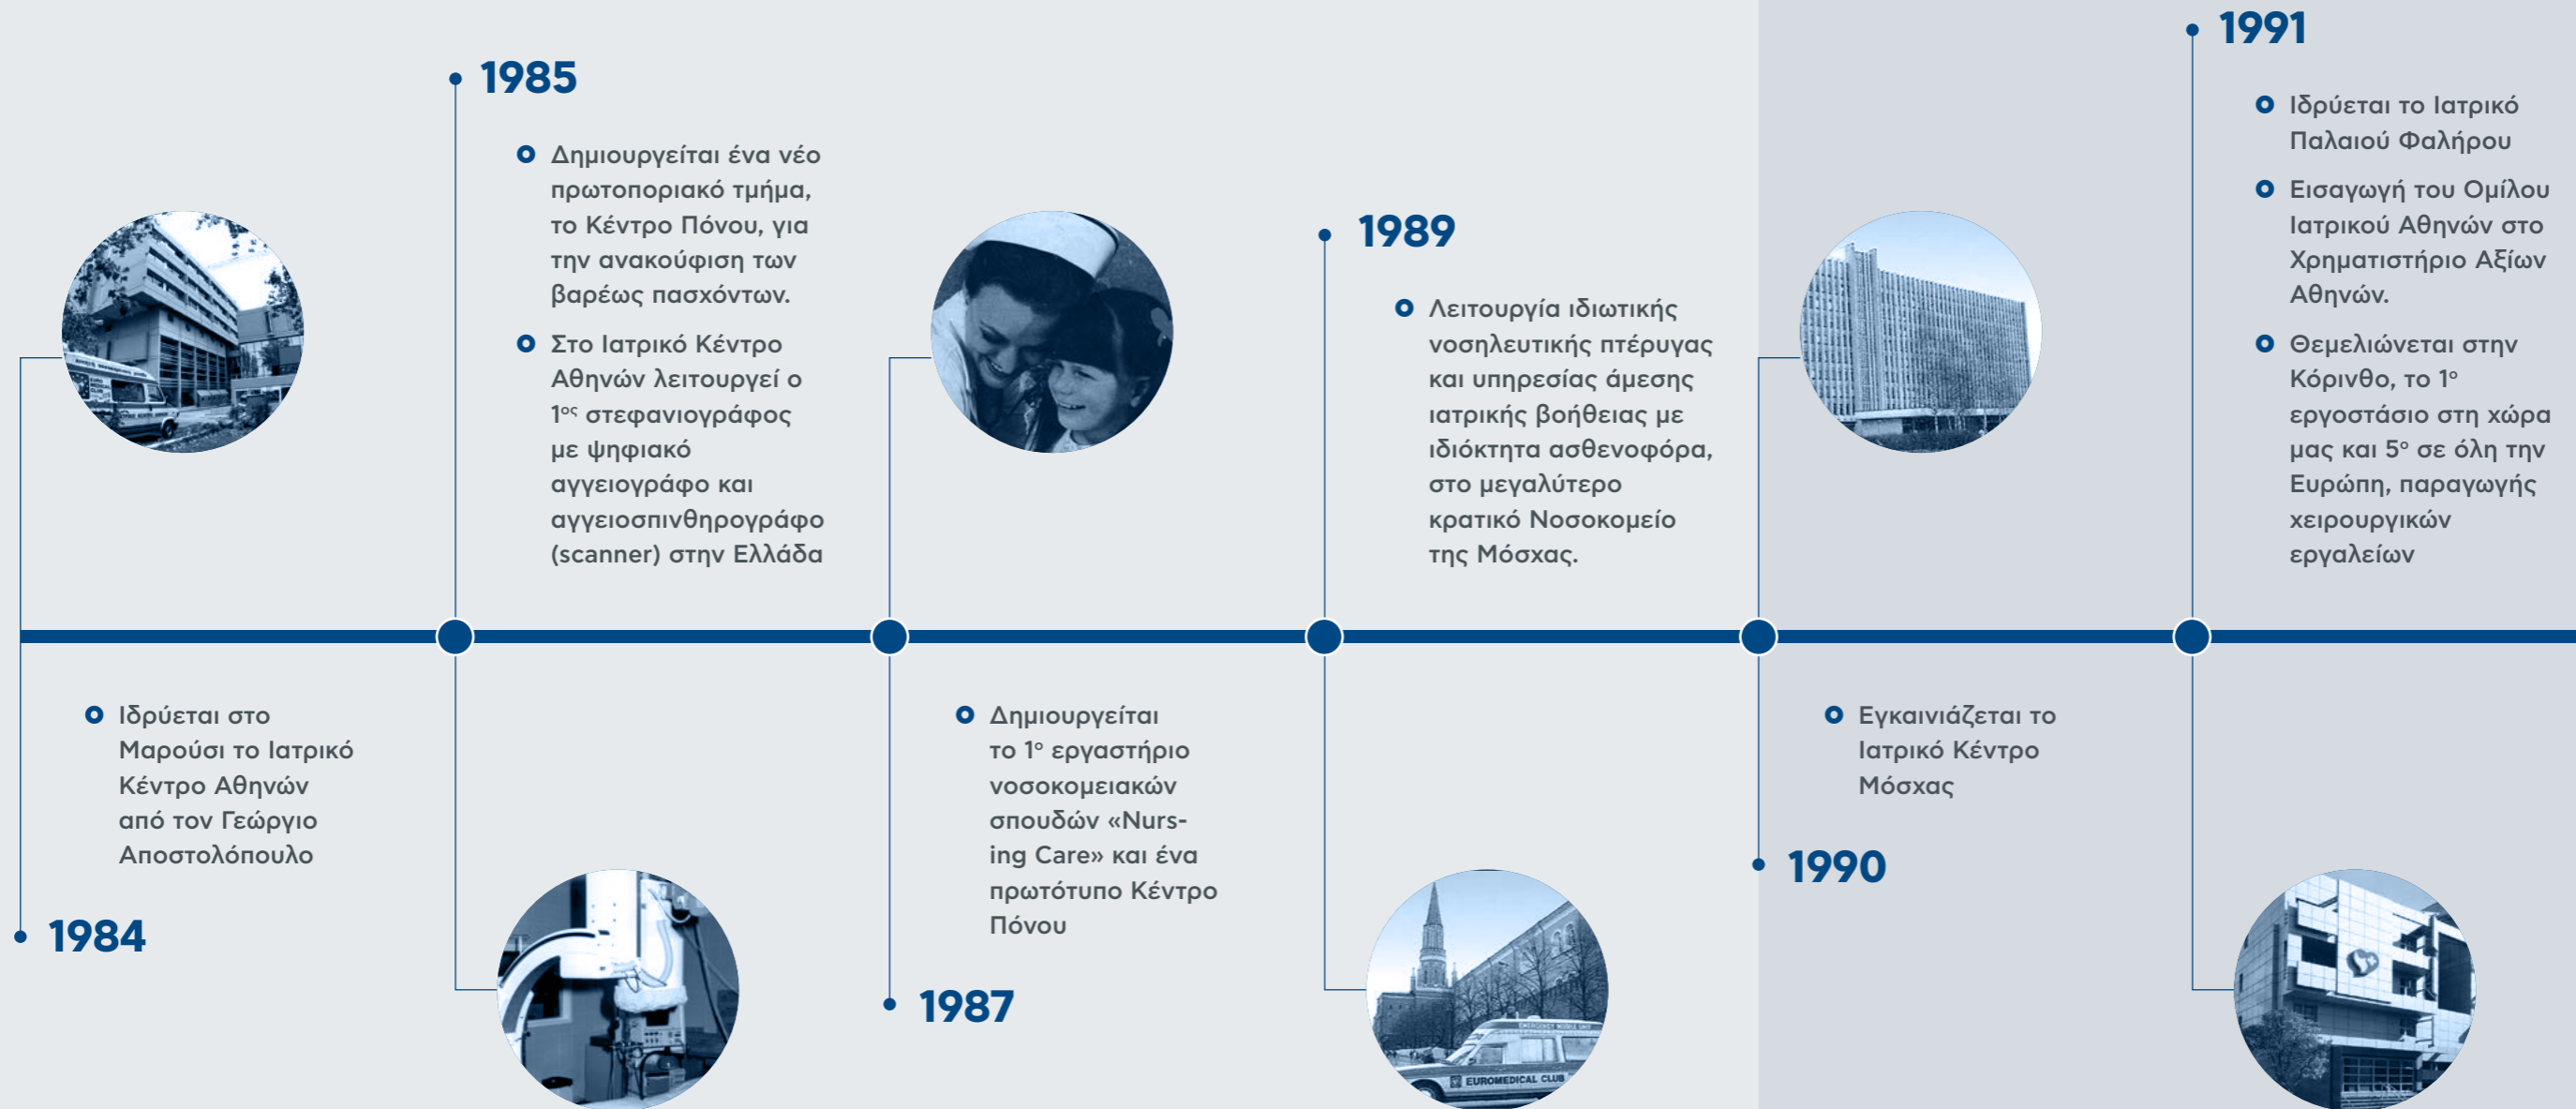 1984
Ιδρύεται στο
Μαρούσι το Ιατρικό
Κέντρο Αθηνών
από τον Γεώργιο
Αποστολόπουλο
1985
Δημιουργείται ένα νέο
πρωτοποριακό τμήμα,
το Κέντρο Πόνου, για
την ανακούφιση των
βαρέως πασχόντων.
Στο Ιατρικό Κέντρο
Αθηνών λειτουργεί ο
1ος στεφανιογράφος
με ψηφιακό
αγγειογράφο και
αγγειοσπινθηρογράφο
(scanner) στην Ελλάδα
1987
Δημιουργείται
το 1ο εργαστήριο
νοσοκομειακών
σπουδών «Nurs-
ing Care» και ένα
πρωτότυπο Κέντρο
Πόνου
1989
Λειτουργία ιδιωτικής
νοσηλευτικής πτέρυγας
και υπηρεσίας άμεσης
ιατρικής βοήθειας με
ιδιόκτητα ασθενοφόρα,
στο μεγαλύτερο
κρατικό Νοσοκομείο
της Μόσχας.
EMERGENCY MOBILE UNIT
EUROMEDICAL CLUB
1990
Εγκαινιάζεται το
Ιατρικό Κέντρο
Μόσχας
1991
Ιδρύεται το Ιατρικό
Παλαιού Φαλήρου
Εισαγωγή του Ομίλου
Ιατρικού Αθηνών στο
Χρηματιστήριο Αξίων
Αθηνών.
Θεμελιώνεται στην
Κόρινθο, το 1ο
εργοστάσιο στη χώρα
μας και 5ο σε όλη την
Ευρώπη, παραγωγής
χειρουργικών
εργαλείων